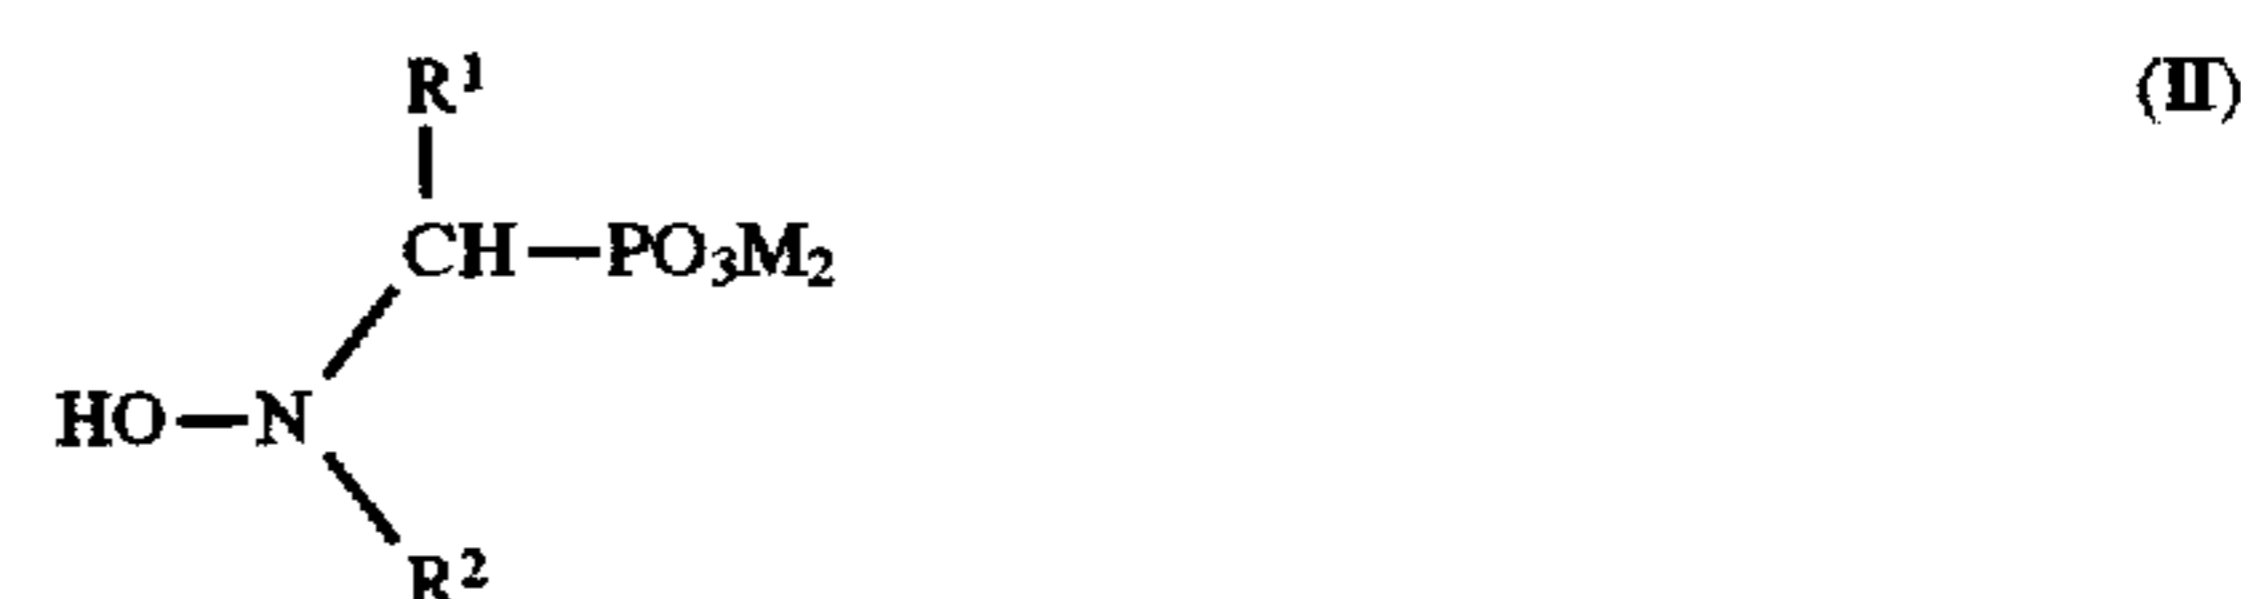 R¹ (II)
CH—PO₃M₂
HO—N
R²